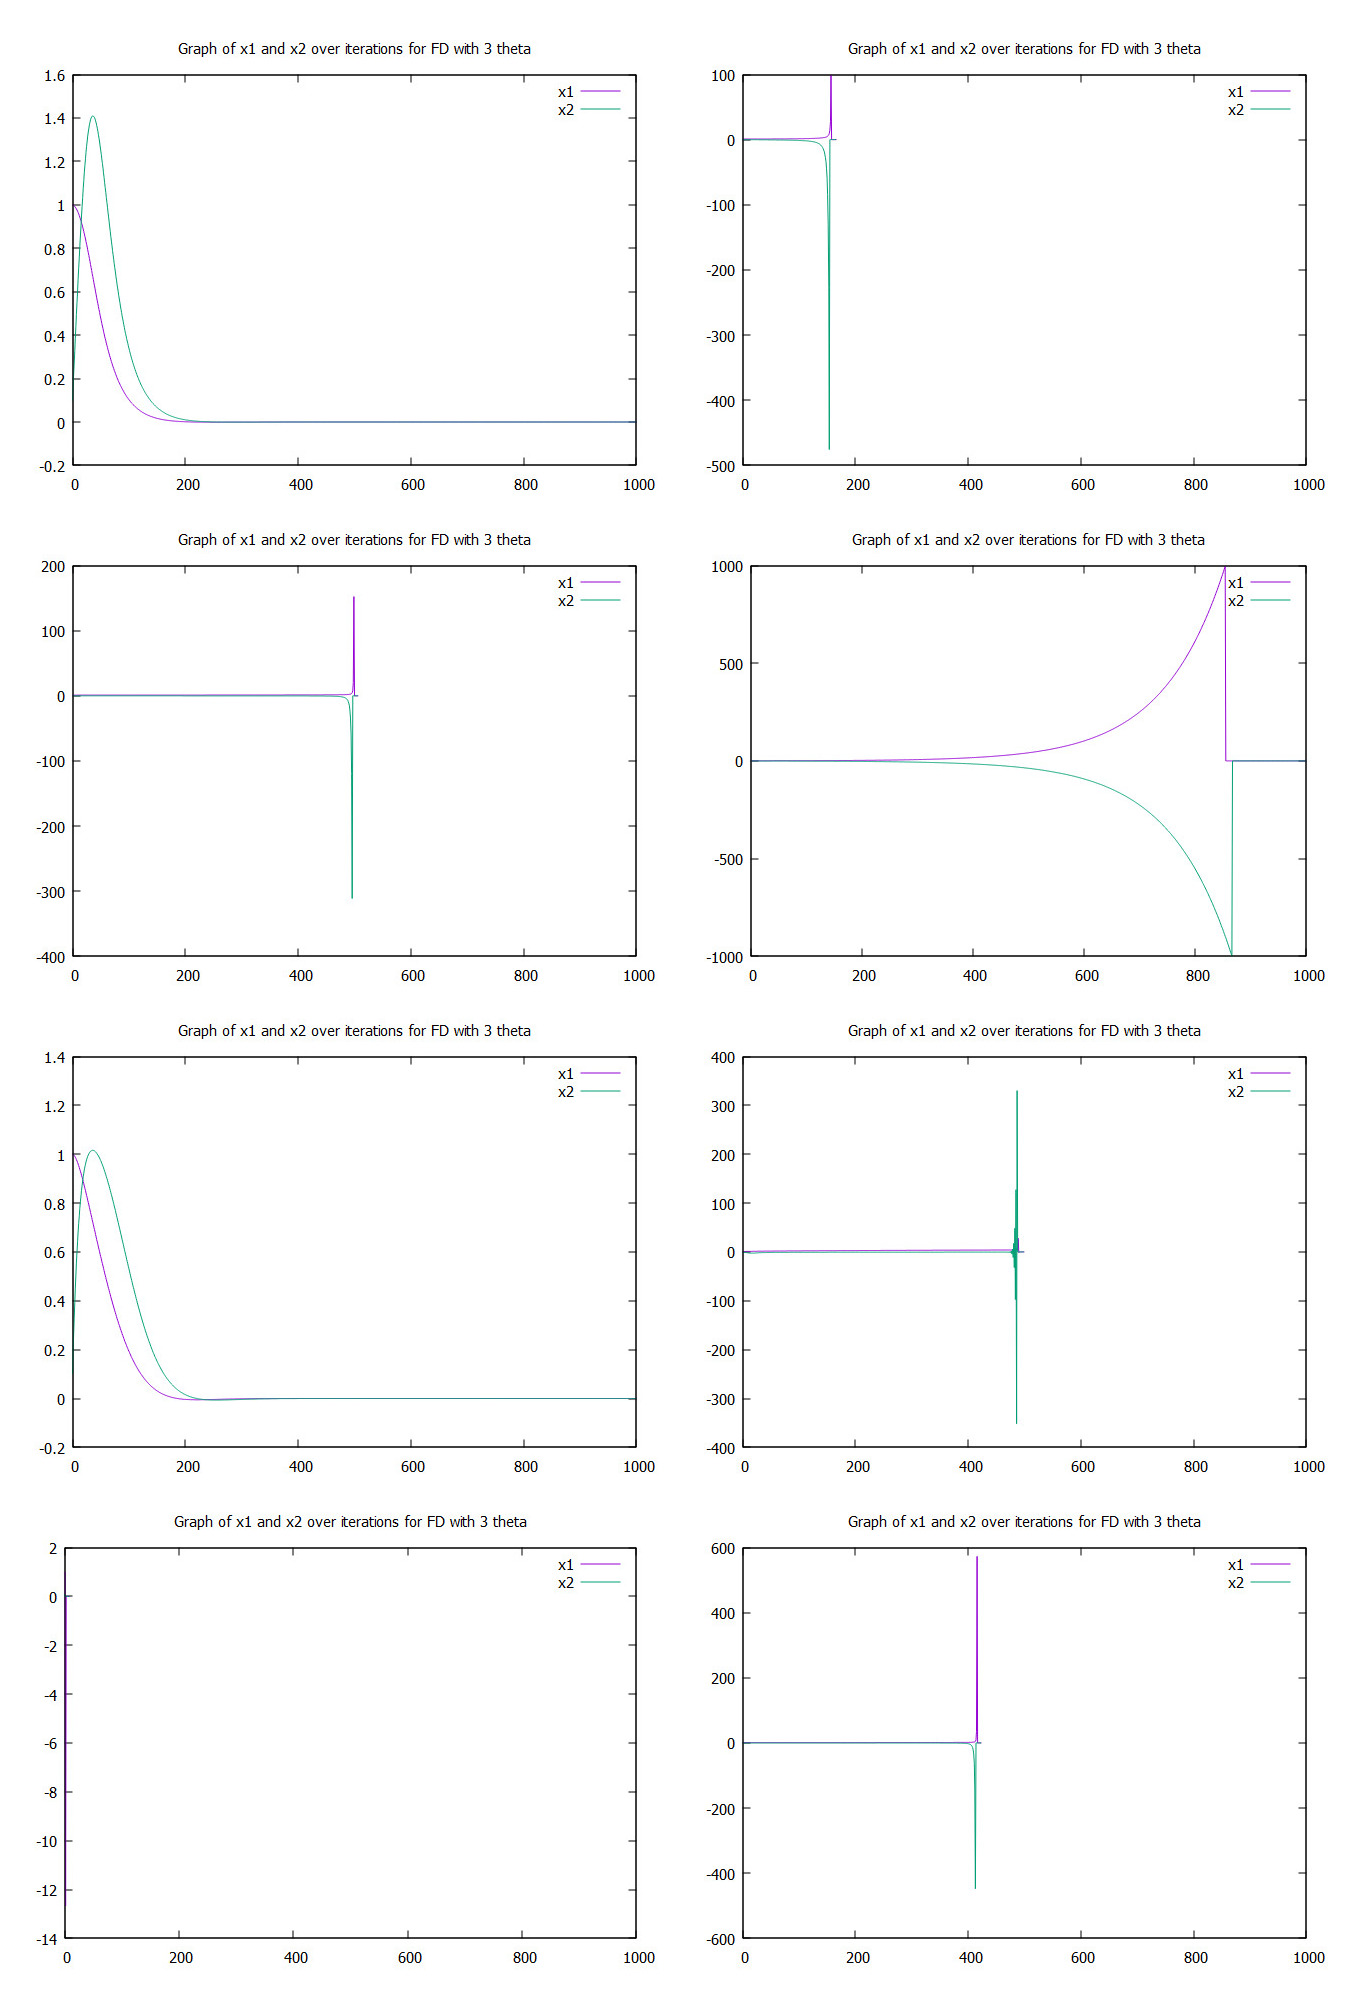 Graph of x1 and x2 over iterations for FD with 3 theta
x1
x2
1.6
1.4
1.2
1
0.8
0.6
0.4
0.2
0
-0.2
0 200 400 600 800 1000
Graph of x1 and x2 over iterations for FD with 3 theta
x1
x2
100
0
-100
-200
-300
-400
-500
0 200 400 600 800 1000
Graph of x1 and x2 over iterations for FD with 3 theta
x1
x2
200
100
0
-100
-200
-300
-400
0 200 400 600 800 1000
Graph of x1 and x2 over iterations for FD with 3 theta
x1
x2
1000
500
0
-500
-1000
0 200 400 600 800 1000
Graph of x1 and x2 over iterations for FD with 3 theta
x1
x2
1.4
1.2
1
0.8
0.6
0.4
0.2
0
-0.2
0 200 400 600 800 1000
Graph of x1 and x2 over iterations for FD with 3 theta
x1
x2
400
300
200
100
0
-100
-200
-300
-400
0 200 400 600 800 1000
Graph of x1 and x2 over iterations for FD with 3 theta
x1
x2
2
0
-2
-4
-6
-8
-10
-12
-14
0 200 400 600 800 1000
Graph of x1 and x2 over iterations for FD with 3 theta
x1
x2
600
400
200
0
-200
-400
-600
0 200 400 600 800 1000